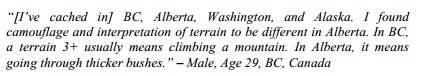 “[I’ve cached in] BC, Alberta, Washington, and Alaska. I found
camouflage and interpretation of terrain to be different in Alberta. In BC,
a terrain 3+ usually means climbing a mountain. In Alberta, it means
going through thicker bushes.” – Male, Age 29, BC, Canada